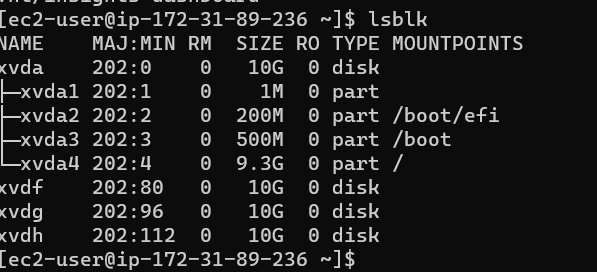 [ec2-user@ip-172-31-89-236 ~]$ lsblk
NAME    MAJ:MIN RM  SIZE RO TYPE MOUNTPOINTS
xvda    202:0    0   10G  0 disk
├─xvda1 202:1    0    1M  0 part
├─xvda2 202:2    0  200M  0 part /boot/efi
├─xvda3 202:3    0  500M  0 part /boot
└─xvda4 202:4    0  9.3G  0 part /
xvdf    202:80   0   10G  0 disk
xvdg    202:96   0   10G  0 disk
xvdh    202:112  0   10G  0 disk
[ec2-user@ip-172-31-89-236 ~]$